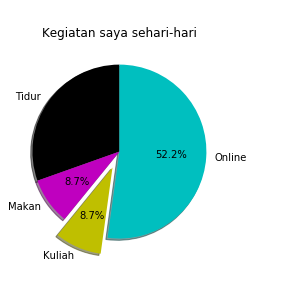 Kegiatan saya sehari-hari
Tidur
52.2%
Online
8.7%
Makan
8.7%
Kuliah